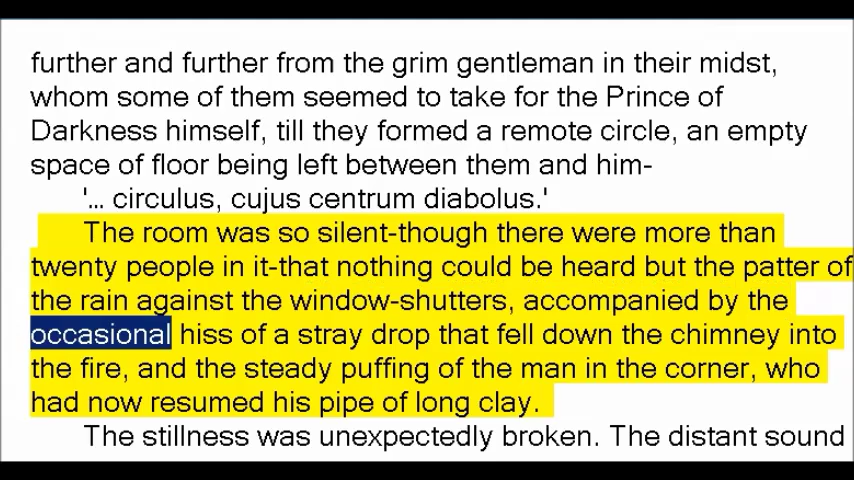 further and further from the grim gentleman in their midst,
whom some of them seemed to take for the Prince of
Darkness himself, till they formed a remote circle, an empty
space of floor being left between them and him-
'... circulus, cujus centrum diabolus.'
The room was so silent-though there were more than
twenty people in it-that nothing could be heard but the patter of
the rain against the window-shutters, accompanied by the
occasional hiss of a stray drop that fell down the chimney into
the fire, and the steady puffing of the man in the corner, who
had now resumed his pipe of long clay.
The stillness was unexpectedly broken. The distant sound